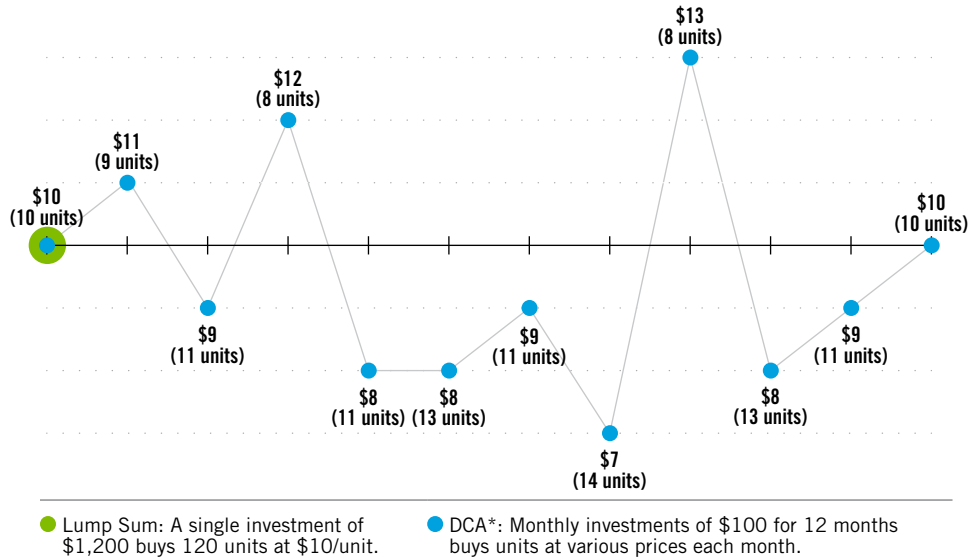 $10
(10 units)
$11
(9 units)
$9
(11 units)
$12
(8 units)
$8
(11 units)
$8
(13 units)
$9
(11 units)
$7
(14 units)
$13
(8 units)
$8
(13 units)
$9
(11 units)
$10
(10 units)
Lump Sum: A single investment of
$1,200 buys 120 units at $10/unit.
DCA*: Monthly investments of $100 for 12 months
buys units at various prices each month.